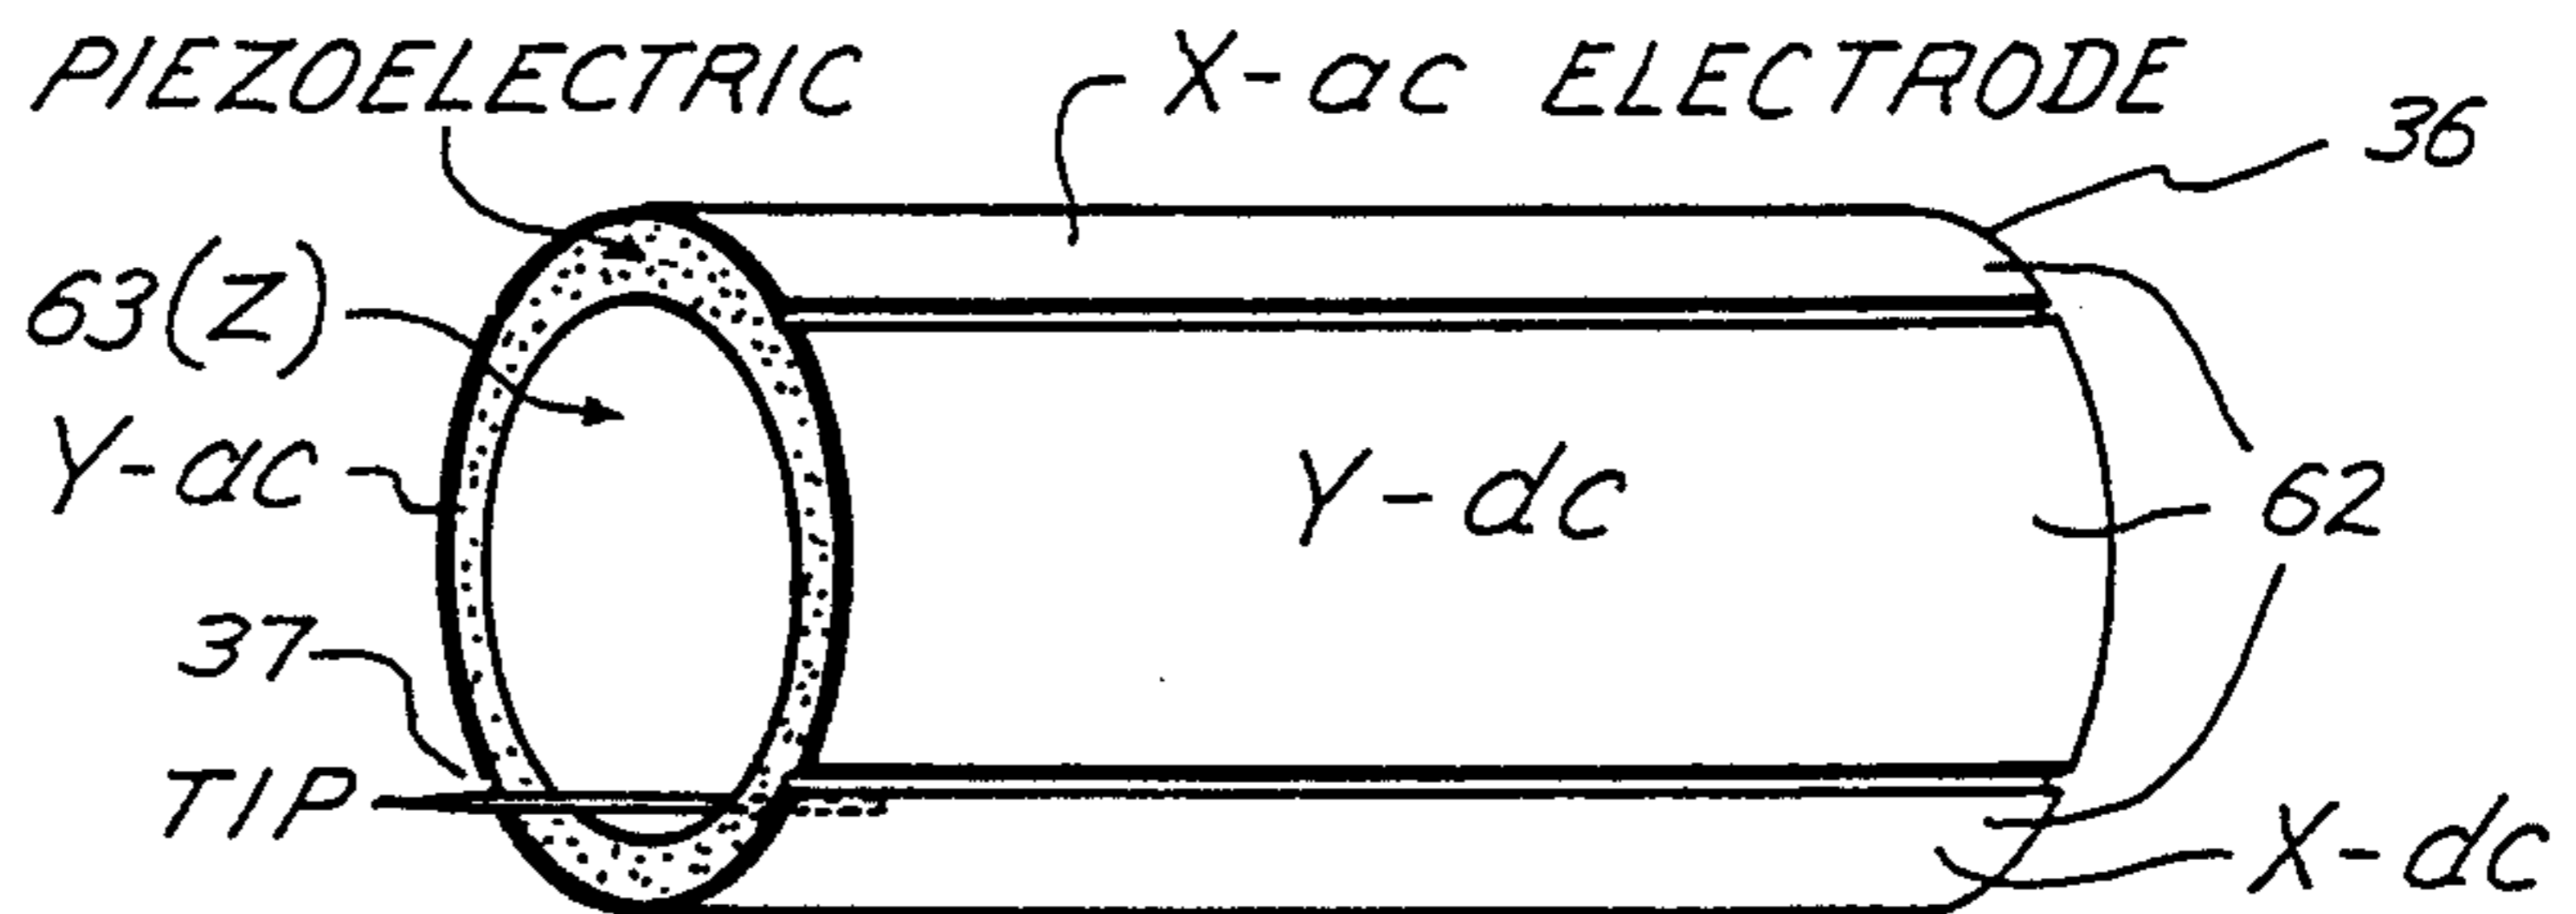 PIEZOELECTRIC
X-ac ELECTRODE
36
63(Z)
Y-ac
Y-dc
62
37
TIP
X-dc